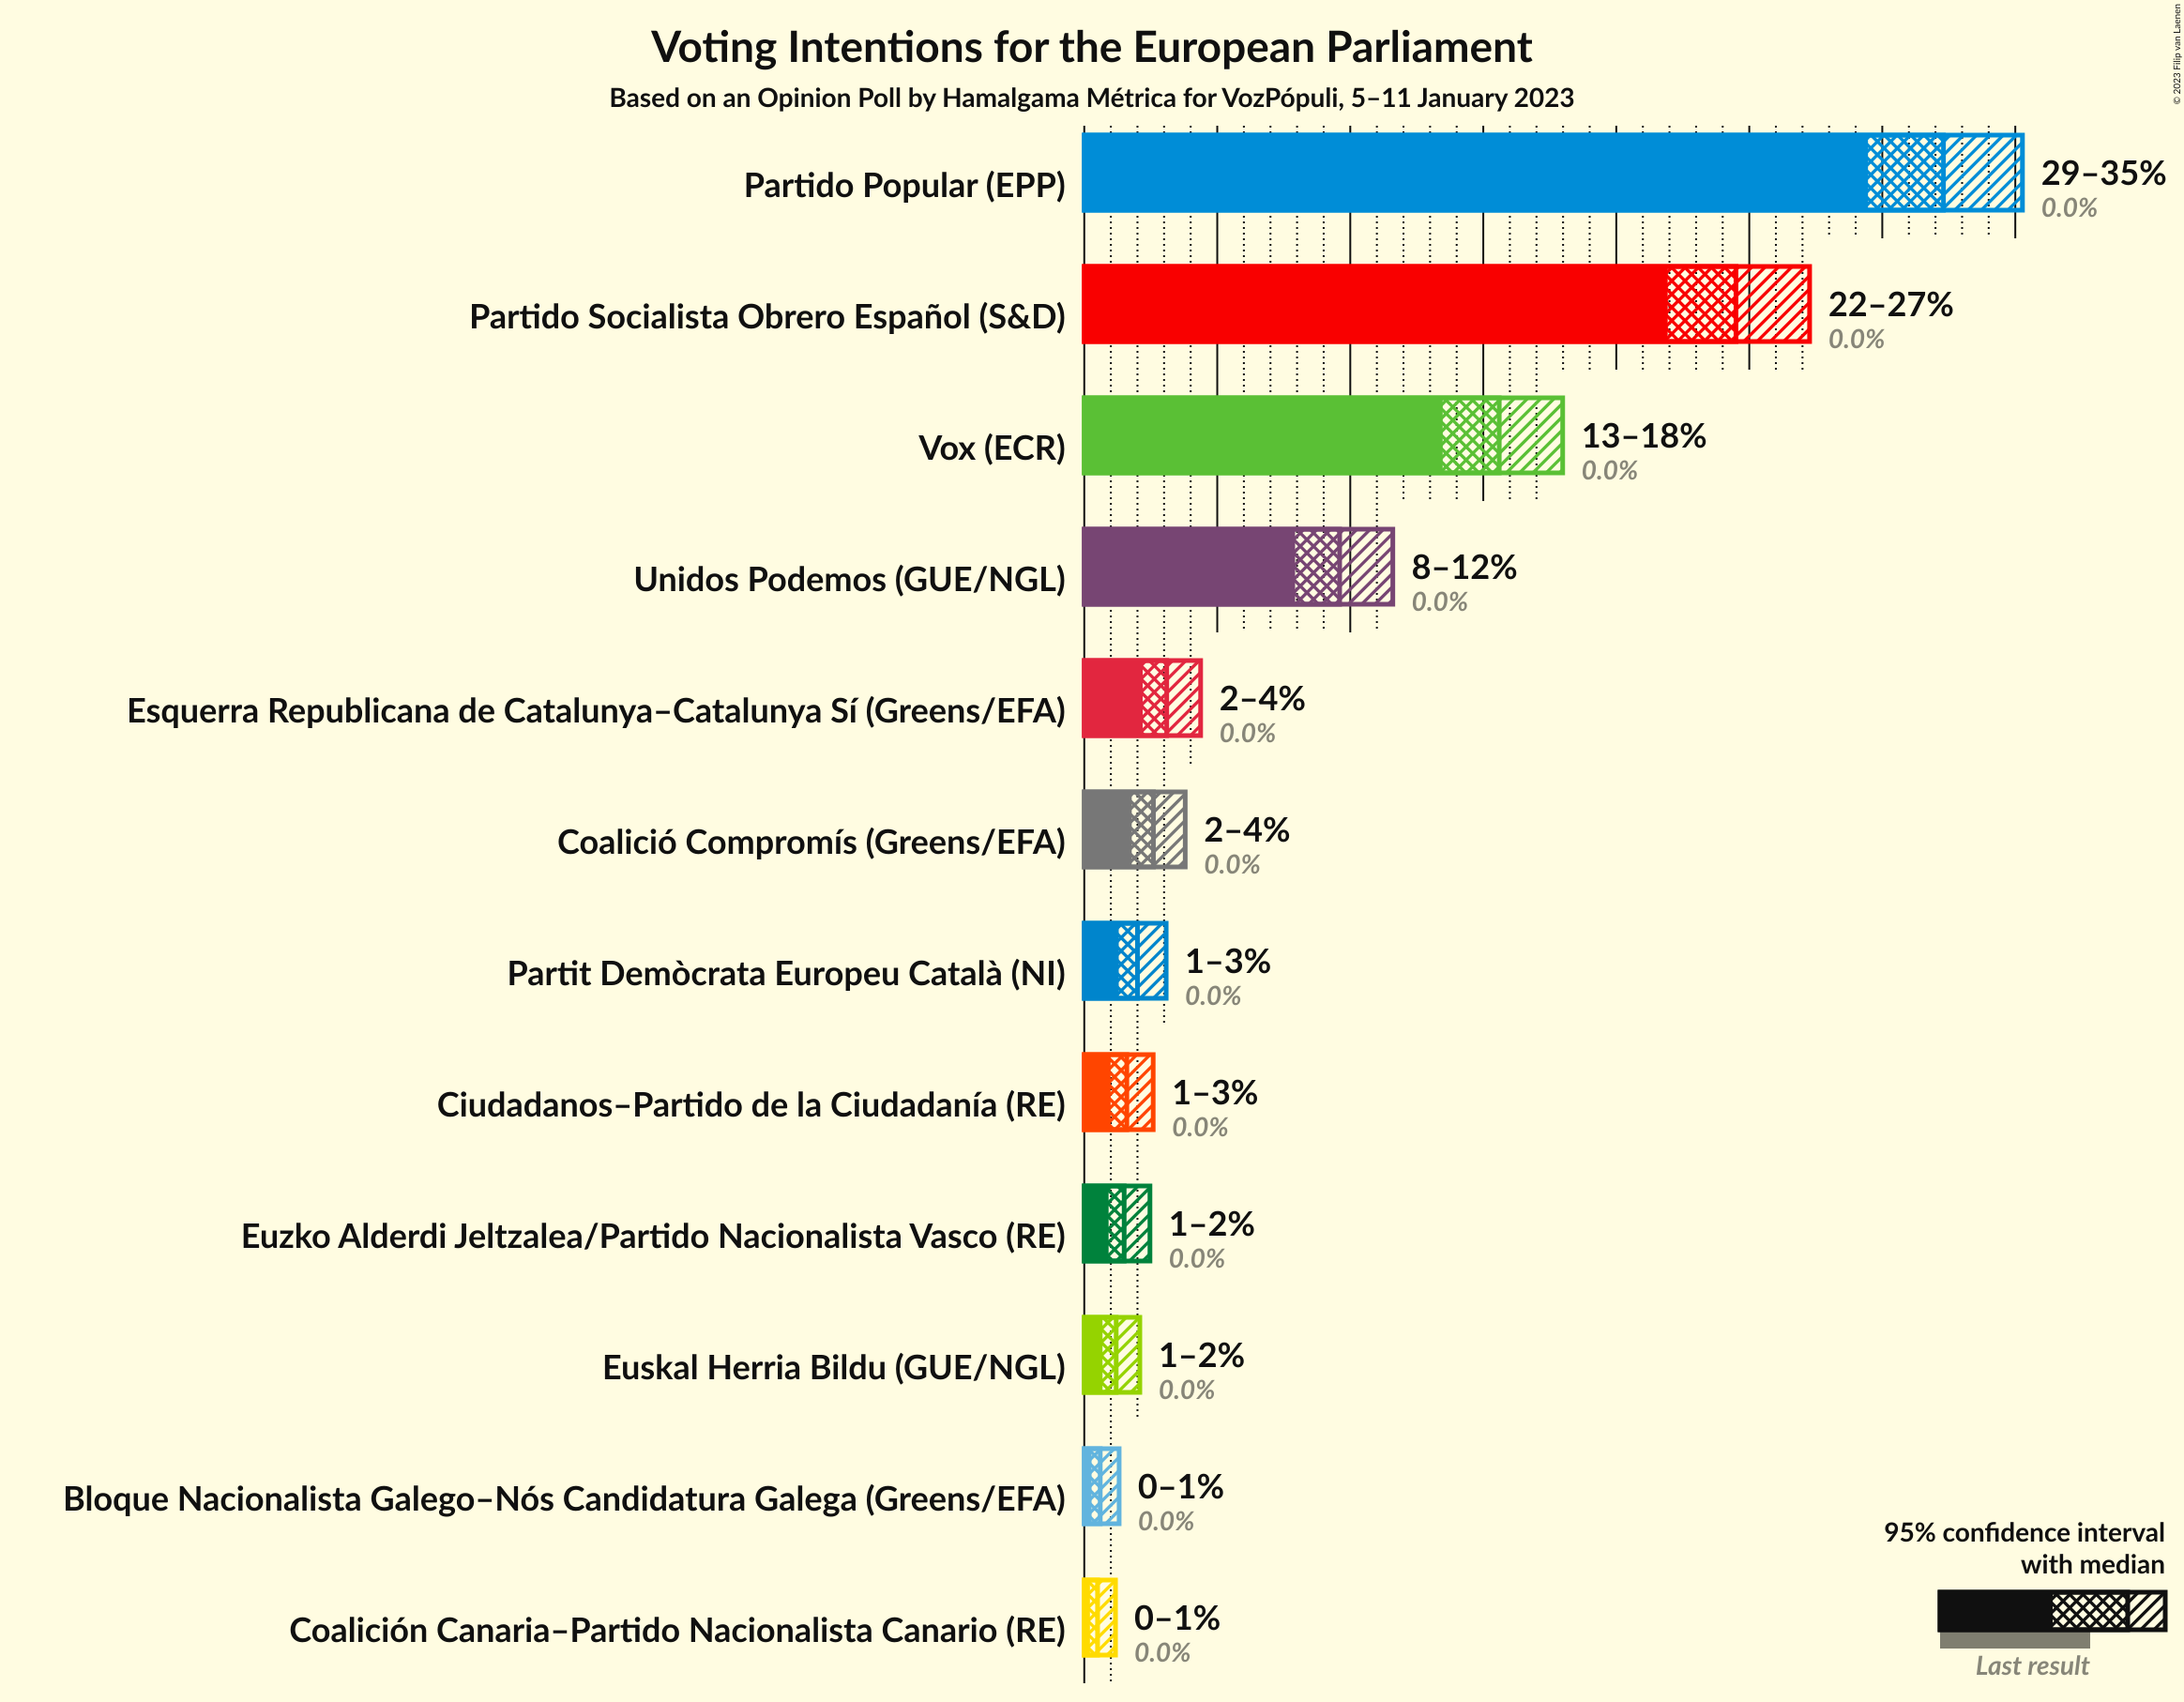 © 2023 Filip van Laenen
Voting Intentions for the European Parliament
Based on an Opinion Poll by Hamalgama Métrica for VozPópuli, 5–11 January 2023
Partido Popular (EPP)
29–35%
0.0%
Partido Socialista Obrero Español (S&D)
22–27%
0.0%
Vox (ECR)
13–18%
0.0%
Unidos Podemos (GUE/NGL)
8–12%
0.0%
Esquerra Republicana de Catalunya–Catalunya Sí (Greens/EFA)
2–4%
0.0%
Coalició Compromís (Greens/EFA)
2–4%
0.0%
Partit Demòcrata Europeu Català (NI)
1–3%
0.0%
Ciudadanos–Partido de la Ciudadanía (RE)
1–3%
0.0%
Euzko Alderdi Jeltzalea/Partido Nacionalista Vasco (RE)
1–2%
0.0%
Euskal Herria Bildu (GUE/NGL)
1–2%
0.0%
Bloque Nacionalista Galego–Nós Candidatura Galega (Greens/EFA)
0–1%
0.0%
Coalición Canaria–Partido Nacionalista Canario (RE)
0–1%
0.0%
95% confidence interval
with median
Last result